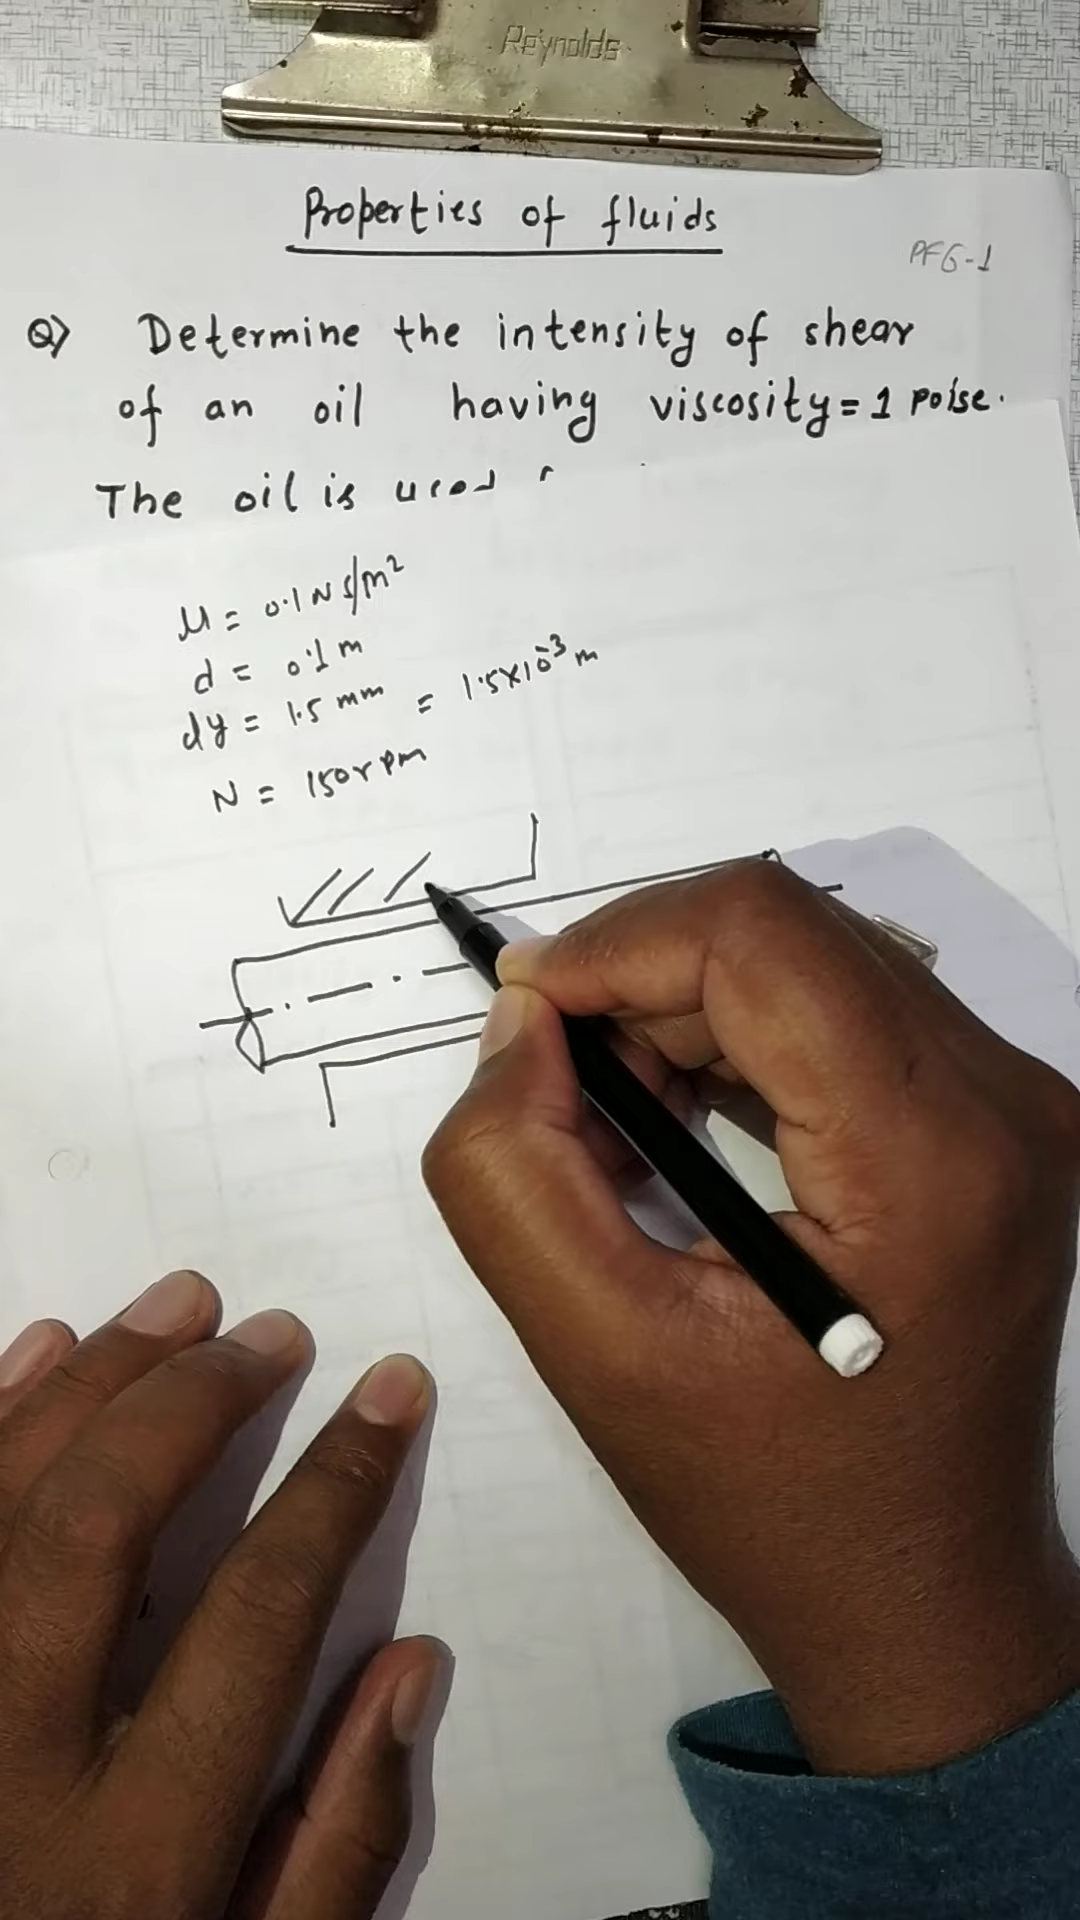 Reynolds
Properties of fluids
PFG-1
Q) Determine the intensity of shear
of an oil having viscosity = 1 poise.
The oil is used
μ = 0.1 N s/m²
d = 0.1 m
dy = 1.5 mm = 1.5×10⁻³ m
N = 150 rpm